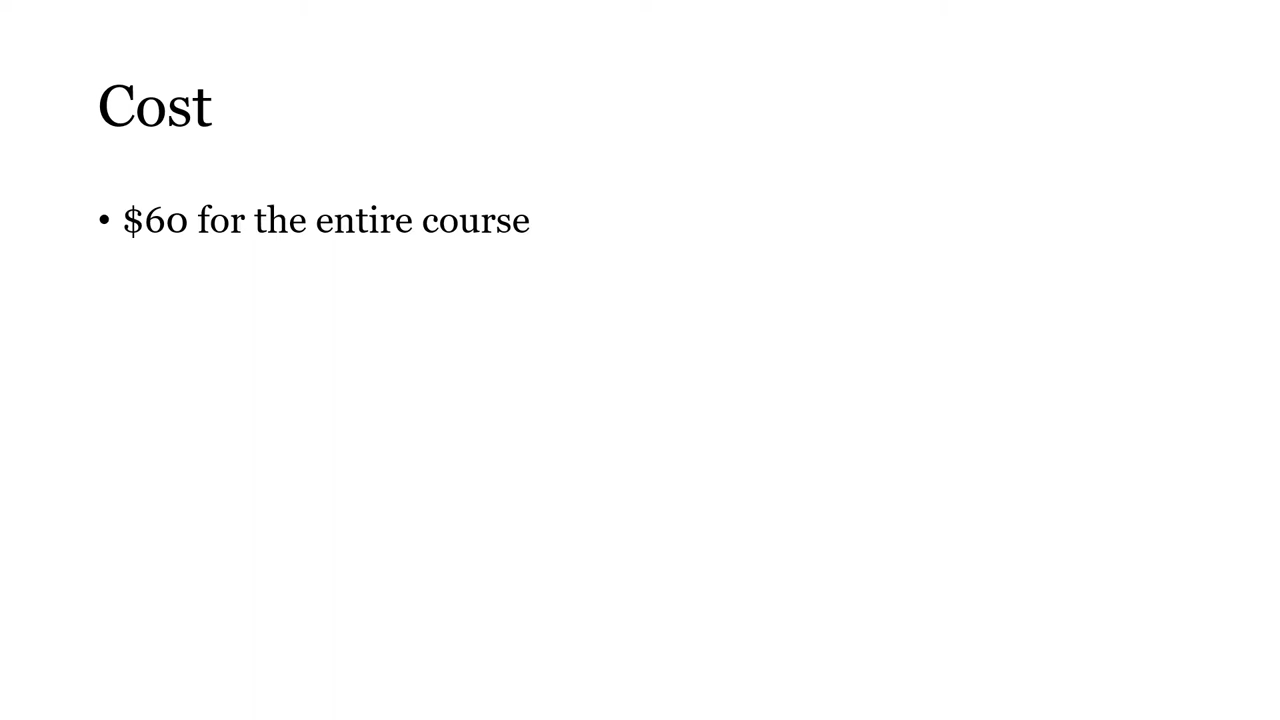 Cost
• $60 for the entire course